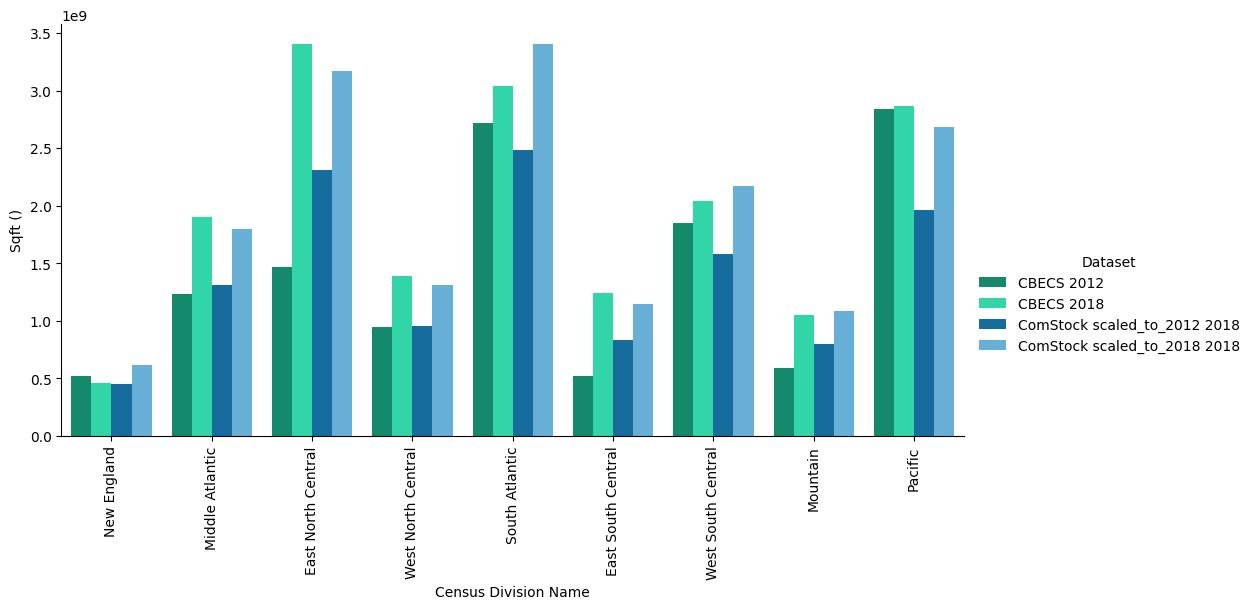 1e9
3.5
3.0
2.5
2.0
1.5
1.0
0.5
0.0
Sqft ()
New England
Middle Atlantic
East North Central
West North Central
South Atlantic
East South Central
West South Central
Mountain
Pacific
Census Division Name
Dataset
CBECS 2012
CBECS 2018
ComStock scaled_to_2012 2018
ComStock scaled_to_2018 2018